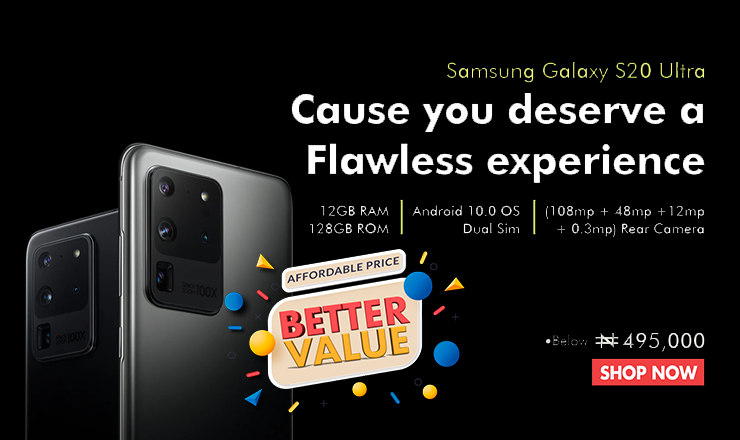 Samsung Galaxy S20 Ultra
Cause you deserve a
Flawless experience
12GB RAM
128GB ROM
Android 10.0 OS
Dual Sim
(108mp + 48mp +12mp
+ 0.3mp) Rear Camera
AFFORDABLE PRICE
BETTER
VALUE
100X
100X
•Below ₦ 495,000
SHOP NOW